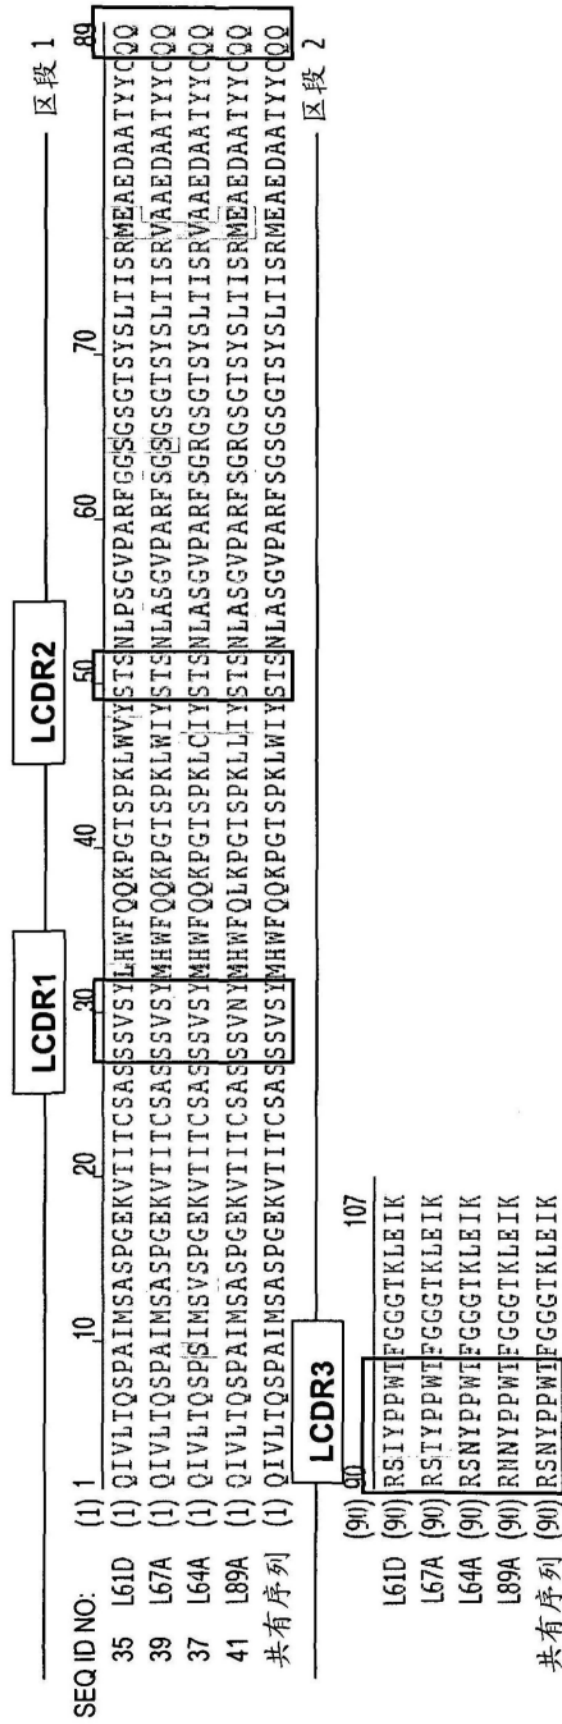 LCDR1 LCDR2
区段 1
SEQ ID NO: (1) 1 10 20 30 40 50 60 70 89
35 L61D (1) QIVLTQSPAIMSASPGEKVTITCSASSSVSYLHWFQQKPGTSPKLWVYSTSNLPSGVPARFGGSGSGTSYSLTISRMEAEDAATYYCQQ
39 L67A (1) QIVLTQSPAIMSASPGEKVTITCSASSSVSYMHWFQQKPGTSPKLWIYSTSNLASGVPARFSGSGSGTSYSLTISRVAAEDAATYYCQQ
37 L64A (1) QIVLTQSPSIMSVSPGEKVTITCSASSSVSYMHWFQQKPGTSPKLCIYSTSNLASGVPARFSGRGSGTSYSLTISRVAAEDAATYYCQQ
41 L89A (1) QIVLTQSPAIMSASPGEKVTITCSASSSVNYMHWFQLKPGTSPKLLIYSTSNLASGVPARFSGRGSGTSYSLTISRMEAEDAATYYCQQ
共有序列 (1) QIVLTQSPAIMSASPGEKVTITCSASSSVSYMHWFQQKPGTSPKLWIYSTSNLASGVPARFSGSGSGTSYSLTISRMEAEDAATYYCQQ
区段 2
LCDR3
(90) 90 107
L61D (90) RSIYPPWTFGGGTKLEIK
L67A (90) RSTYPPWTFGGGTKLEIK
L64A (90) RSNYPPWTFGGGTKLEIK
L89A (90) RNNYPPWTFGGGTKLEIK
共有序列 (90) RSNYPPWTFGGGTKLEIK